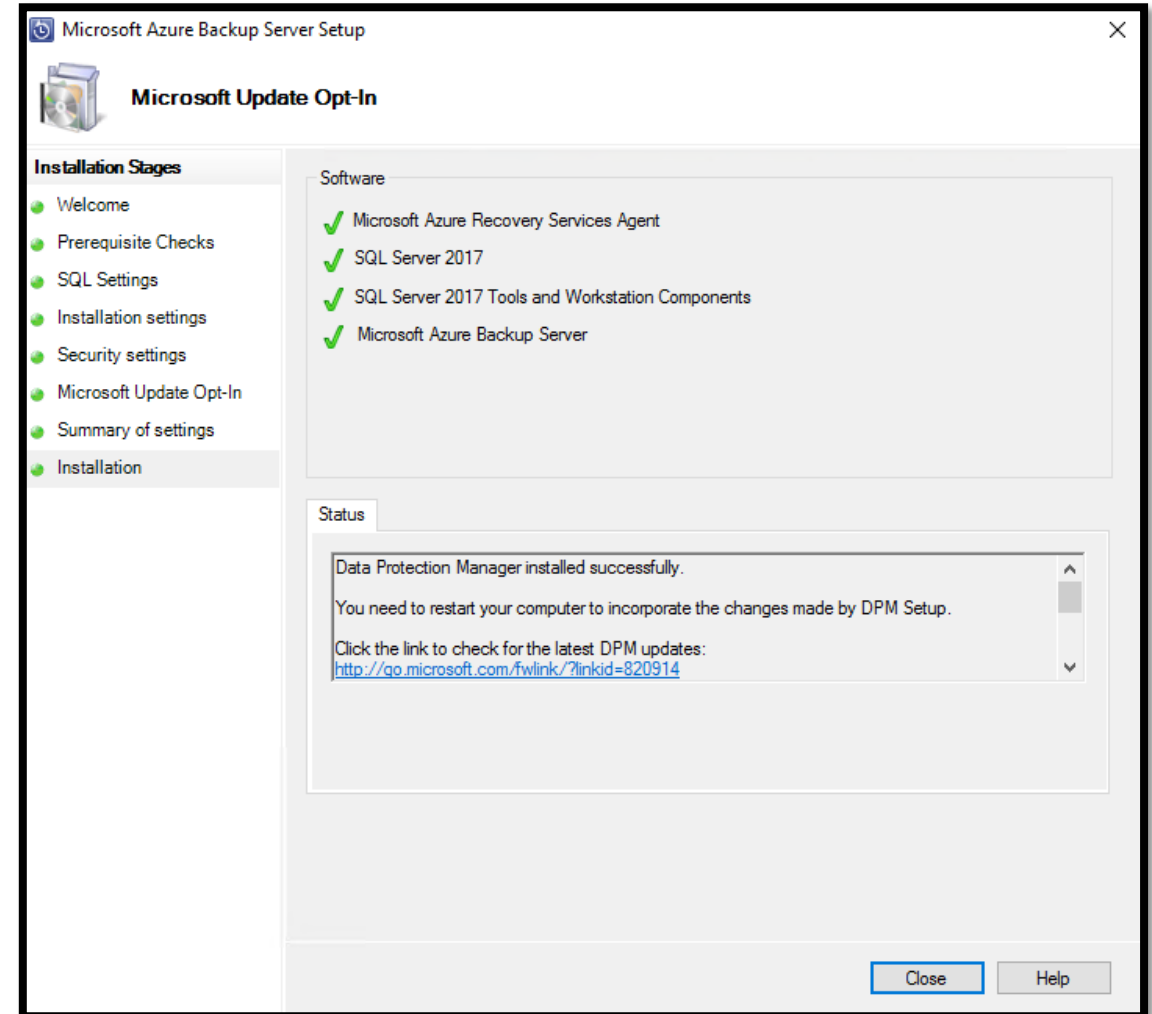 Microsoft Azure Backup Server Setup
Microsoft Update Opt-In
Installation Stages
Welcome
Prerequisite Checks
SQL Settings
Installation settings
Security settings
Microsoft Update Opt-In
Summary of settings
Installation
Software
Microsoft Azure Recovery Services Agent
SQL Server 2017
SQL Server 2017 Tools and Workstation Components
Microsoft Azure Backup Server
Status
Data Protection Manager installed successfully.
You need to restart your computer to incorporate the changes made by DPM Setup.
Click the link to check for the latest DPM updates:
http://go.microsoft.com/fwlink/?linkid=820914
Close
Help